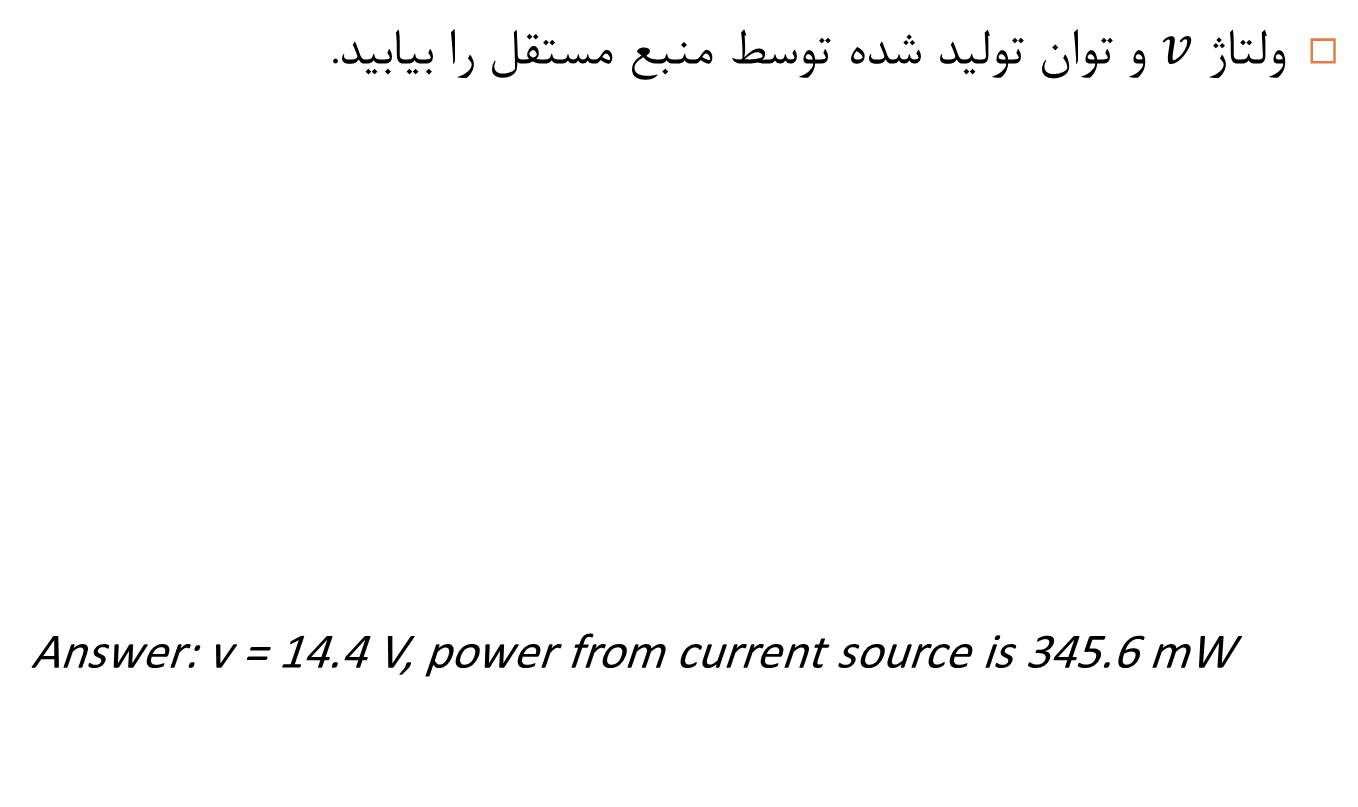 ولتاژ v و توان تولید شده توسط منبع مستقل را بیابید.
Answer: v = 14.4 V, power from current source is 345.6 mW